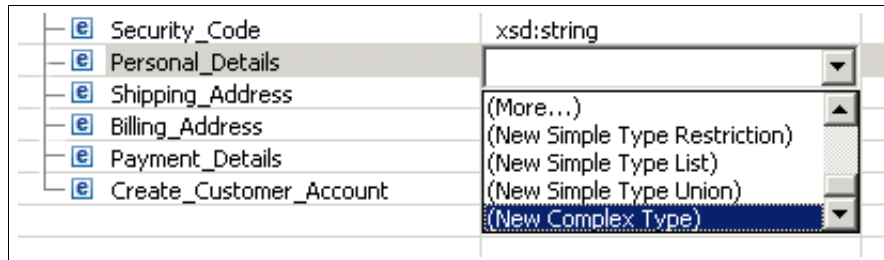 Security_Code xsd:string
Personal_Details
Shipping_Address
(More...)
(New Simple Type Restriction)
Billing_Address
(New Simple Type List)
Payment_Details
(New Simple Type Union)
Create_Customer_Account
(New Complex Type)